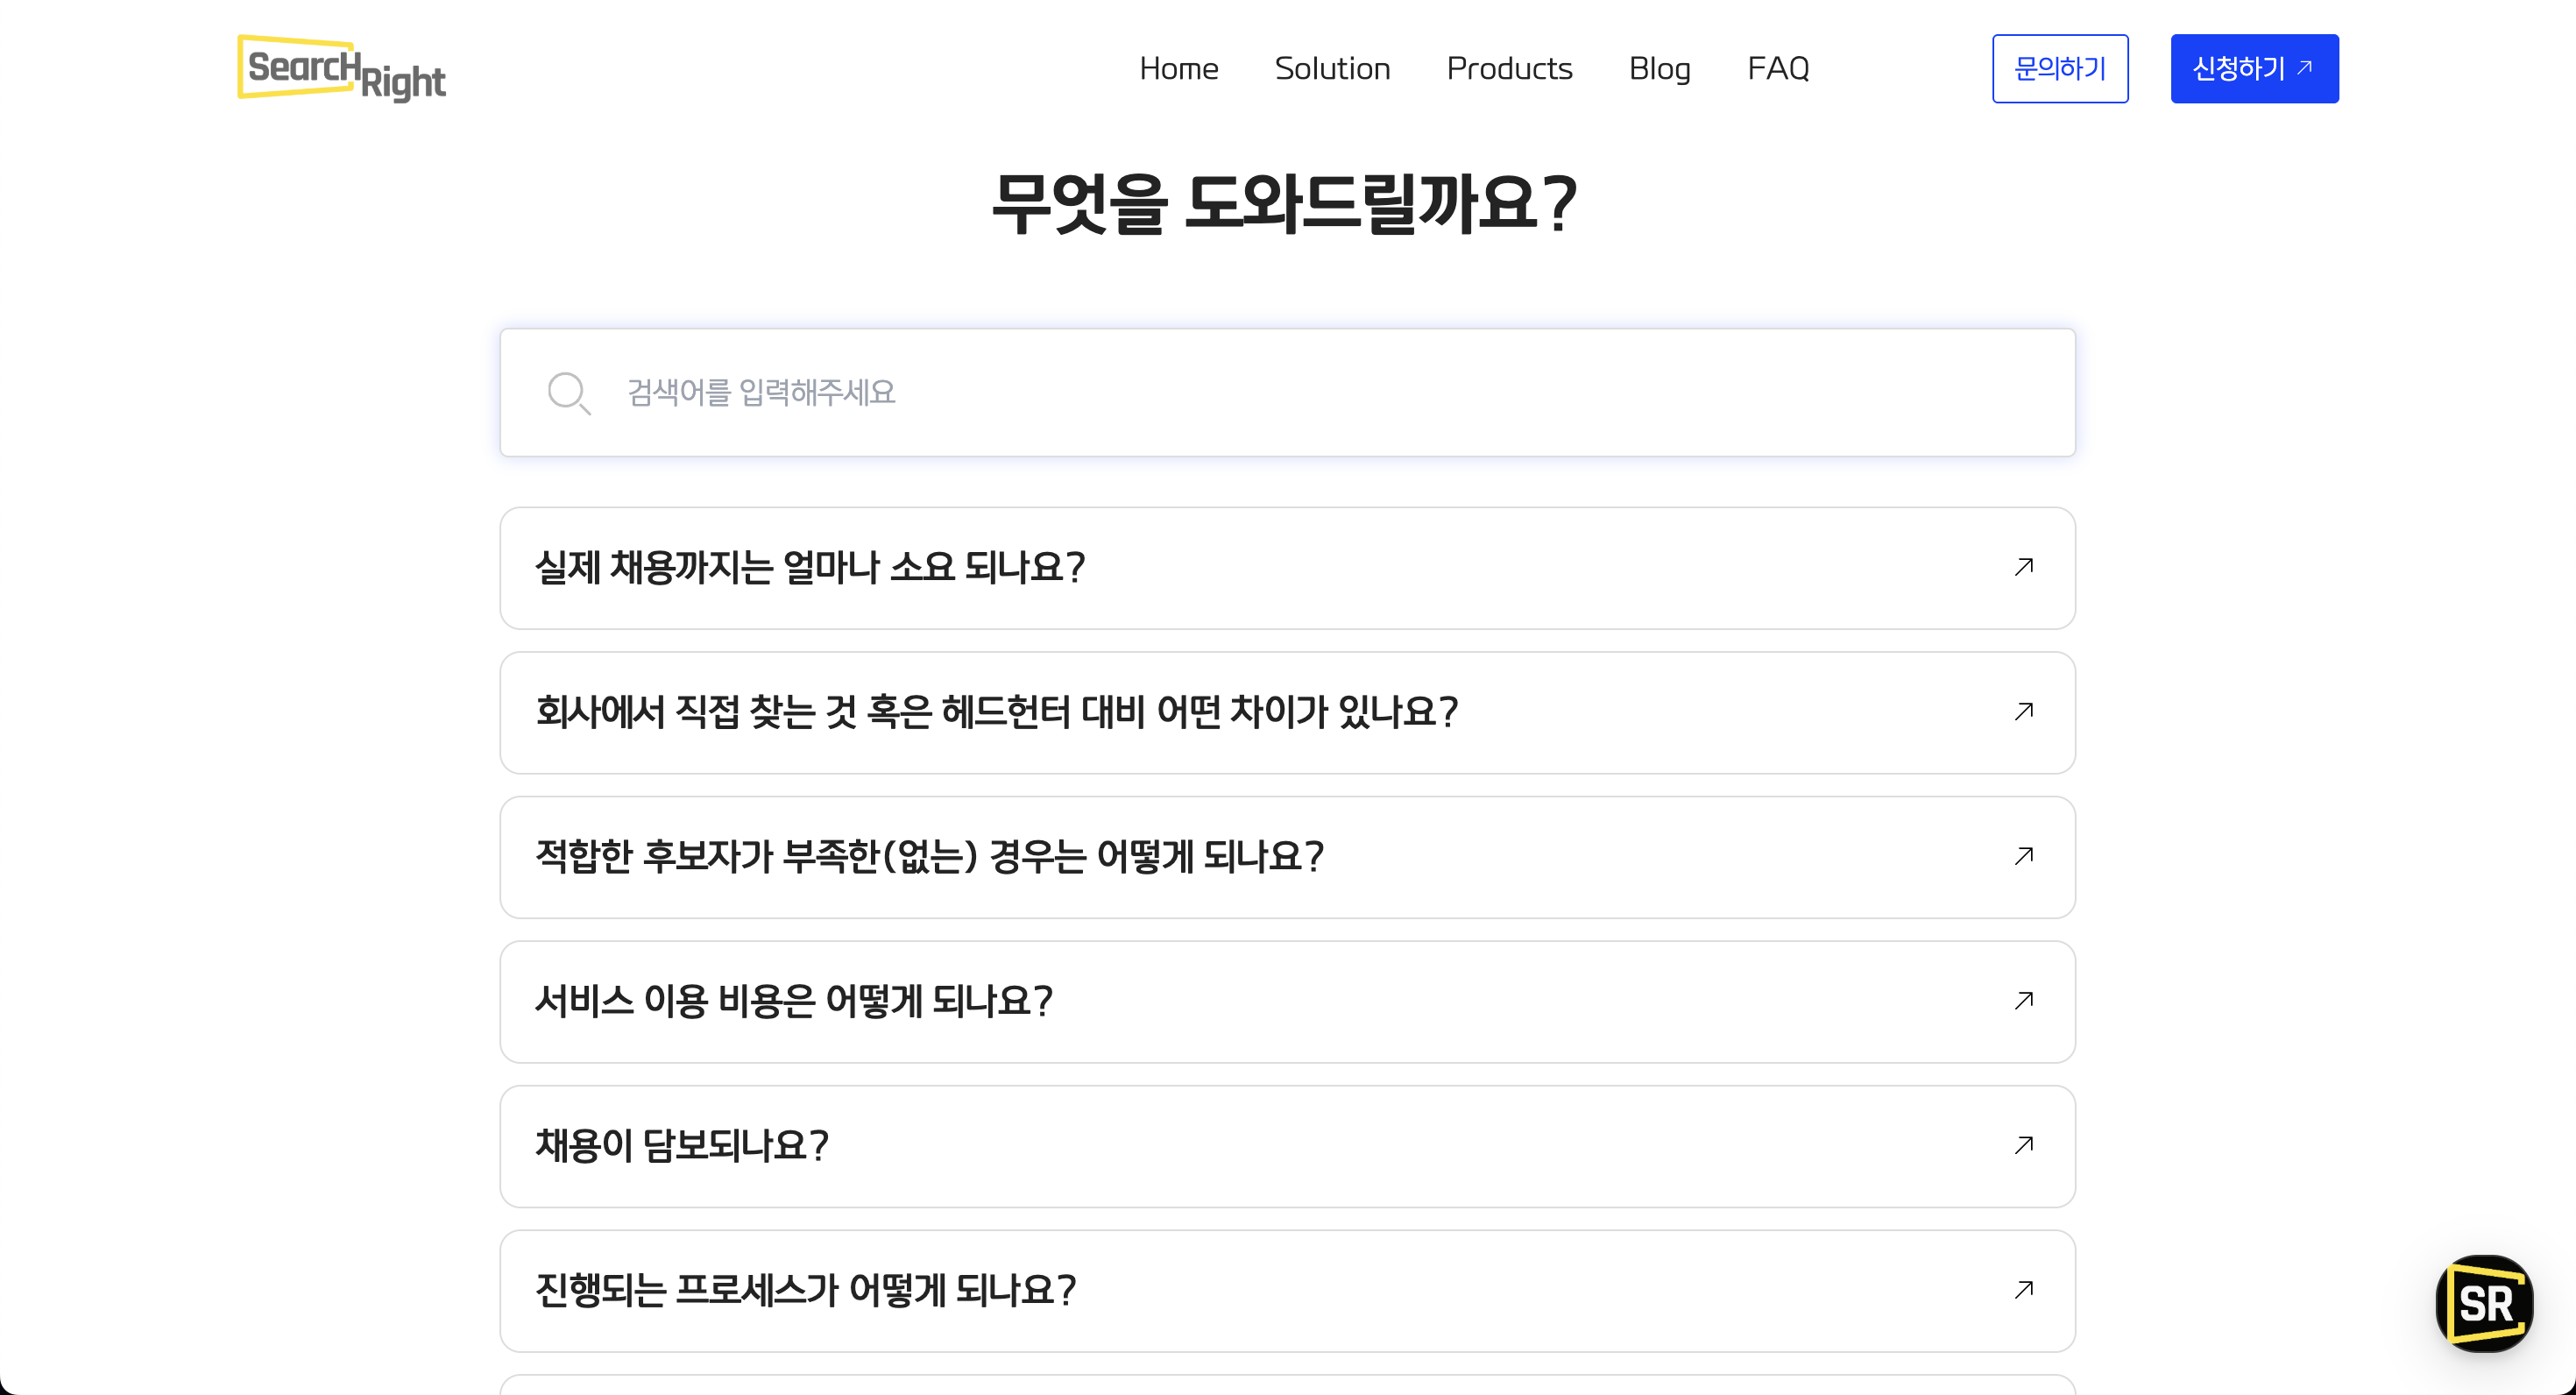 SearcH Right
Home Solution Products Blog FAQ 문의하기 신청하기
무엇을 도와드릴까요?
검색어를 입력해주세요
실제 채용까지는 얼마나 소요 되나요?
회사에서 직접 찾는 것 혹은 헤드헌터 대비 어떤 차이가 있나요?
적합한 후보자가 부족한(없는) 경우는 어떻게 되나요?
서비스 이용 비용은 어떻게 되나요?
채용이 담보되나요?
진행되는 프로세스가 어떻게 되나요?
SR